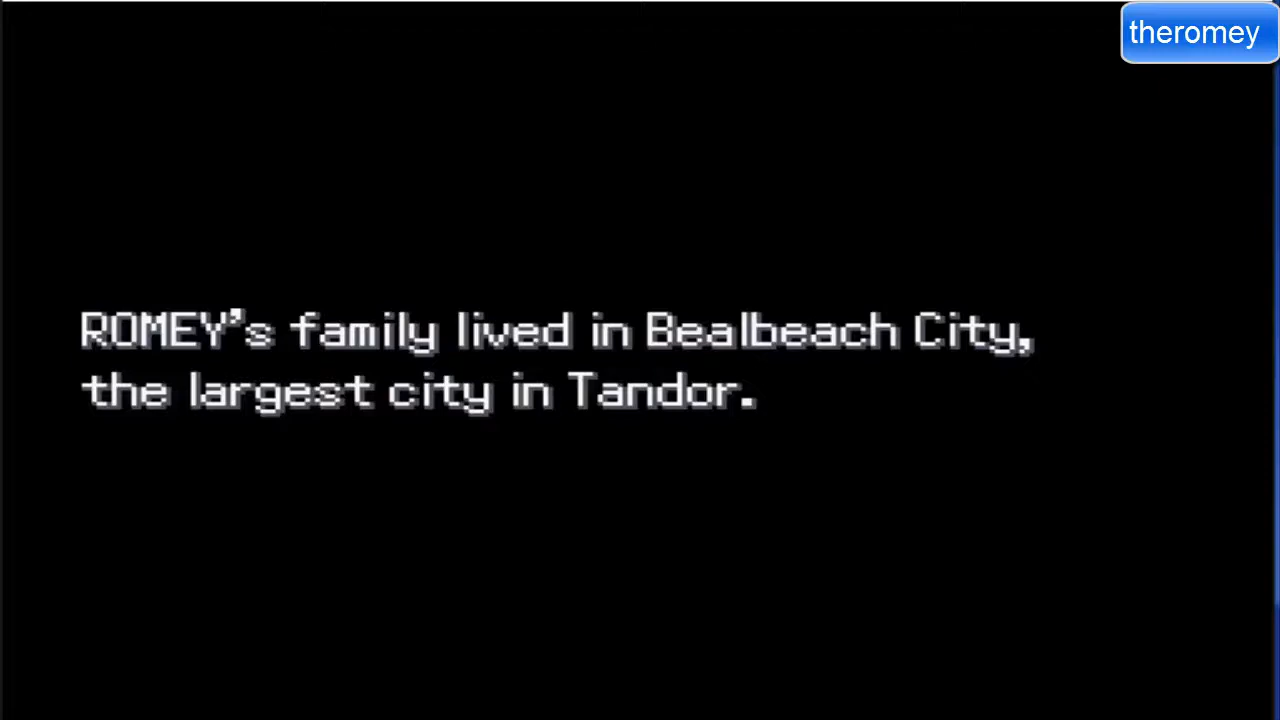 theromey
ROMEY's family lived in Bealbeach City,
the largest city in Tandor.